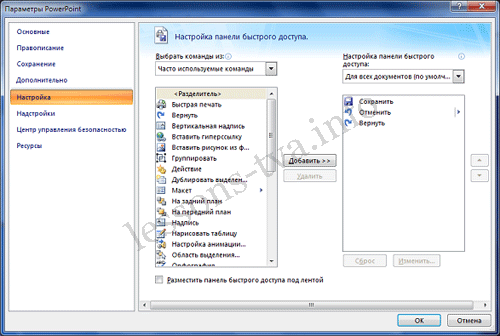 Параметры PowerPoint
Основные
Правописание
Сохранение
Дополнительно
Настройка
Надстройки
Центр управления безопасностью
Ресурсы
Настройка панели быстрого доступа.
Выбрать команды из:
Часто используемые команды
<Разделитель>
Быстрая печать
Вернуть
Вертикальная надпись
Вставить гиперссылку
Вставить рисунок из ф...
Группировать
Действие
Дублировать выделен...
Макет
На задний план
На передний план
Надпись
Нарисовать таблицу
Настройка анимации...
Область выделения...
Орфография
Добавить >>
Удалить
Настройка панели быстрого
доступа:
Для всех документов (по умолч...
Сохранить
Отменить
Вернуть
Сброс
Изменить...
Разместить панель быстрого доступа под лентой
ОК
Отмена
lessons-tva.info